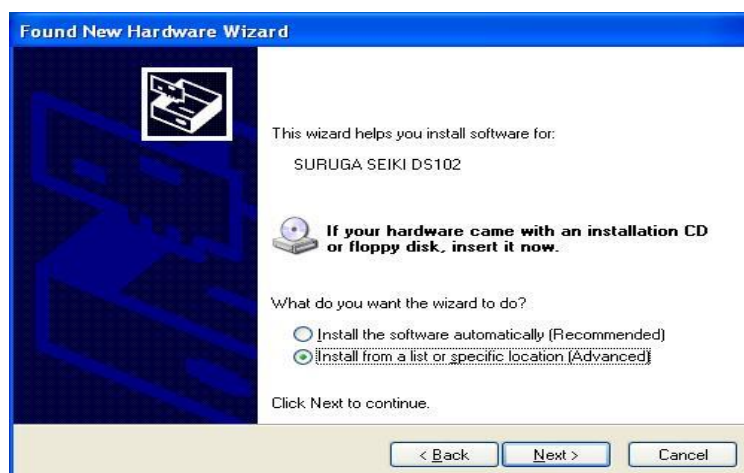 Found New Hardware Wizard
This wizard helps you install software for:
SURUGA SEIKI DS102
If your hardware came with an installation CD
or floppy disk, insert it now.
What do you want the wizard to do?
Install the software automatically (Recommended)
Install from a list or specific location (Advanced)
Click Next to continue.
< Back Next > Cancel